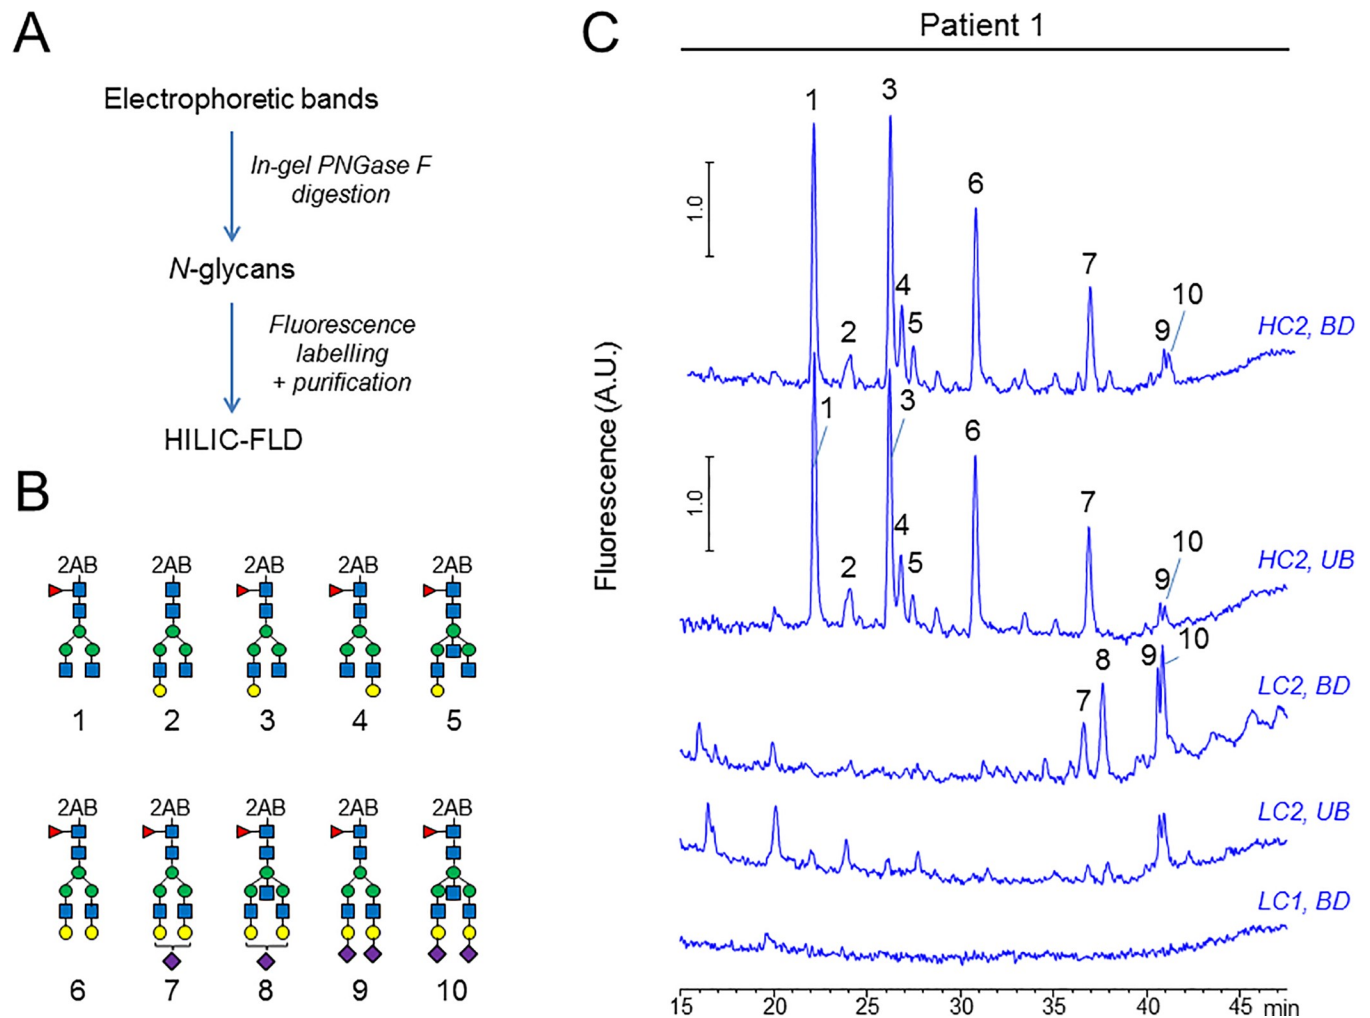 A
Electrophoretic bands
In-gel PNGase F
digestion
N-glycans
Fluorescence
labelling
+ purification
HILIC-FLD
B
2AB 2AB 2AB 2AB 2AB
1 2 3 4 5
2AB 2AB 2AB 2AB 2AB
6 7 8 9 10
C
Patient 1
Fluorescence (A.U.)
1.0
1 2 3 4 5 6 7 9 10
HC2, BD
1.0
1 2 3 4 5 6 7 9 10
HC2, UB
7 8 9 10
LC2, BD
LC2, UB
LC1, BD
15 20 25 30 35 40 45 min